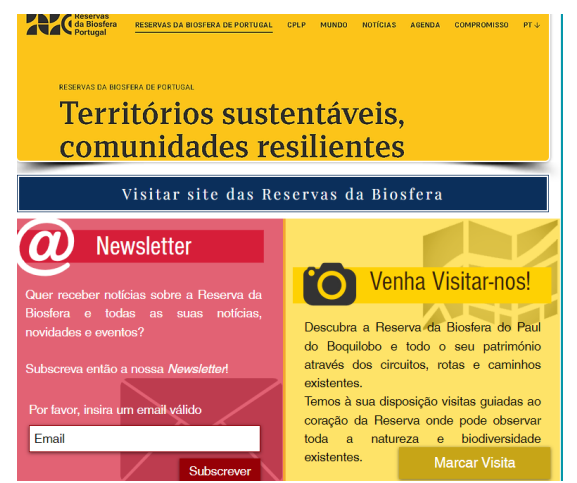 Reservas
da Biosfera
Portugal
RESERVAS DA BIOSFERA DE PORTUGAL CPLP MUNDO NOTÍCIAS AGENDA COMPROMISSO PT ↓
RESERVAS DA BIOSFERA DE PORTUGAL
Territórios sustentáveis,
comunidades resilientes
Visitar site das Reservas da Biosfera
@ Newsletter
Quer receber notícias sobre a Reserva da
Biosfera e todas as suas notícias,
novidades e eventos?
Subscreva então a nossa Newsletter!
Por favor, insira um email válido
Email
Subscrever
Venha Visitar-nos!
Descubra a Reserva da Biosfera do Paul
do Boquilobo e todo o seu património
através dos circuitos, rotas e caminhos
existentes.
Temos à sua disposição visitas guiadas ao
coração da Reserva onde pode observar
toda a natureza e biodiversidade
existentes.
Marcar Visita